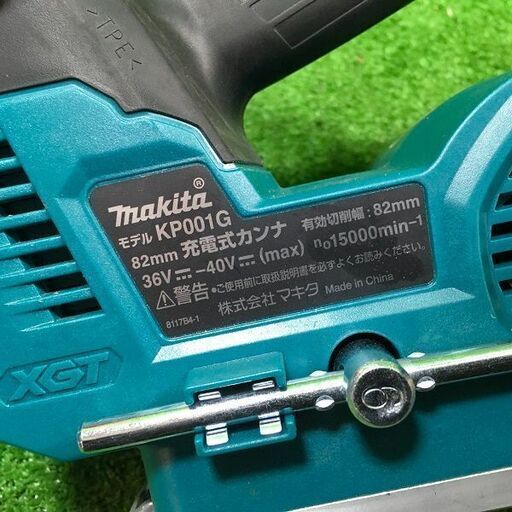 >TPE<
makita®
モデル KP001G
82mm 充電式カンナ 有効切削幅:82mm
36V⎓-40V⎓(max) n₀15000min-1
⚠警告・ご使用前に取扱説明書を必ずよくお読みください。
株式会社マキタ Made in China
8117B4-1
XGT